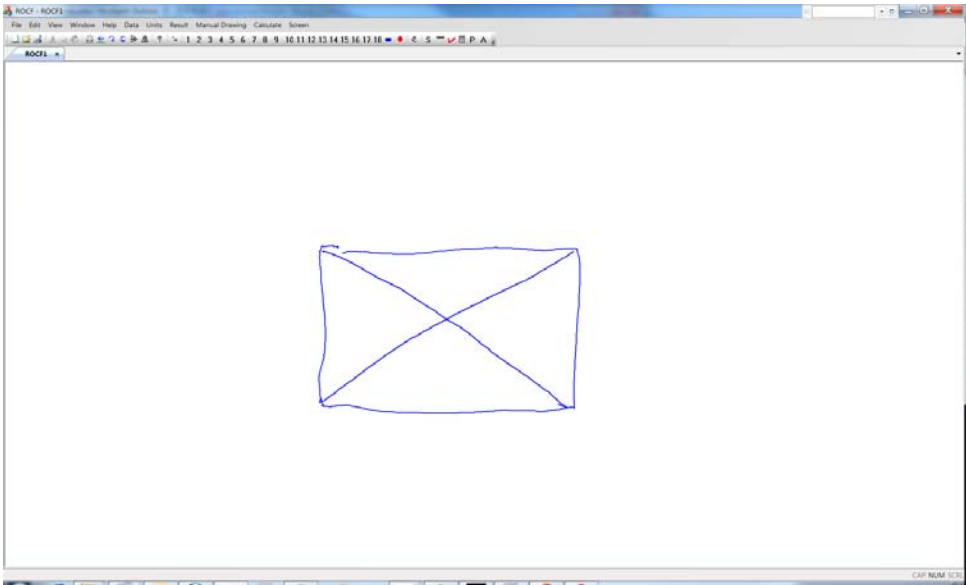 ROCF - ROCF1
File Edit View Window Help Data Units Result Manual Drawing Calculate Screen
1 2 3 4 5 6 7 8 9 10 11 12 13 14 15 16 17 18 C S P A
ROCF1 x
CAP NUM SCRL